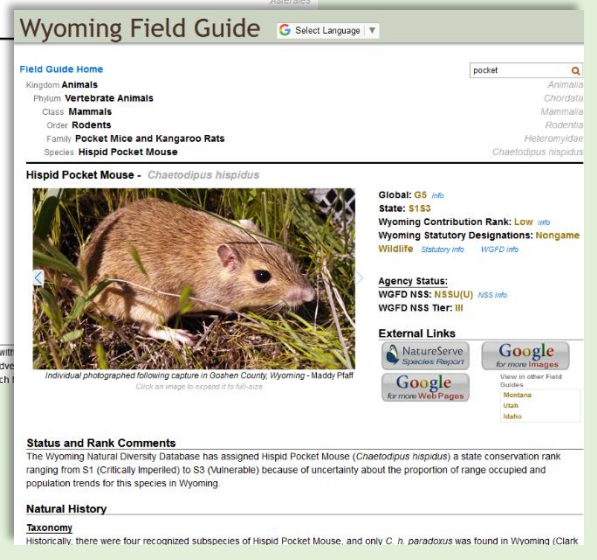 Asterales
Wyoming Field Guide Select Language ▼
Field Guide Home pocket
Kingdom Animals Animalia
Phylum Vertebrate Animals Chordata
Class Mammals Mammalia
Order Rodents Rodentia
Family Pocket Mice and Kangaroo Rats Heteromyidae
Species Hispid Pocket Mouse Chaetodipus hispidus
Hispid Pocket Mouse - Chaetodipus hispidus
Global: G5 info
State: S1S3
Wyoming Contribution Rank: Low info
Wyoming Statutory Designations: Nongame
Wildlife Statutory info WGFD info
Agency Status:
WGFD NSS: NSSU(U) NSS info
WGFD NSS Tier: III
External Links
NatureServe
Species Report
Google
for more Images
Google
for more Web Pages
View in other Field
Guides
Montana
Utah
Idaho
with
Individual photographed following capture in Goshen County, Wyoming - Maddy Pfaff
Click an image to expand it to full-size
Status and Rank Comments
The Wyoming Natural Diversity Database has assigned Hispid Pocket Mouse (Chaetodipus hispidus) a state conservation rank
ranging from S1 (Critically Imperiled) to S3 (Vulnerable) because of uncertainty about the proportion of range occupied and
population trends for this species in Wyoming.
Natural History
Taxonomy
Historically, there were four recognized subspecies of Hispid Pocket Mouse, and only C. h. paradoxus was found in Wyoming (Clark